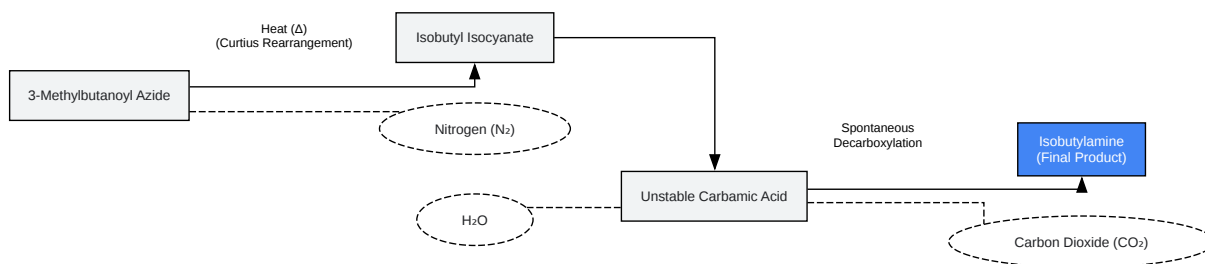 Heat (Δ)
(Curtius Rearrangement)
Isobutyl Isocyanate
3-Methylbutanoyl Azide
Nitrogen (N₂)
Spontaneous
Decarboxylation
Isobutylamine
(Final Product)
Unstable Carbamic Acid
H₂O
Carbon Dioxide (CO₂)